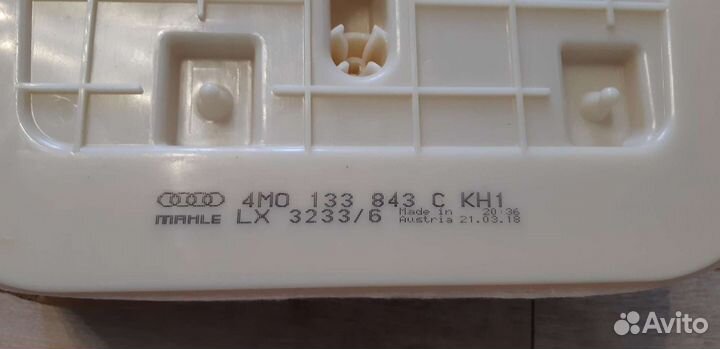 4M0 133 843 C KH1
MAHLE LX 3233/6 Made in Austria 20:36 21.03.18
Avito